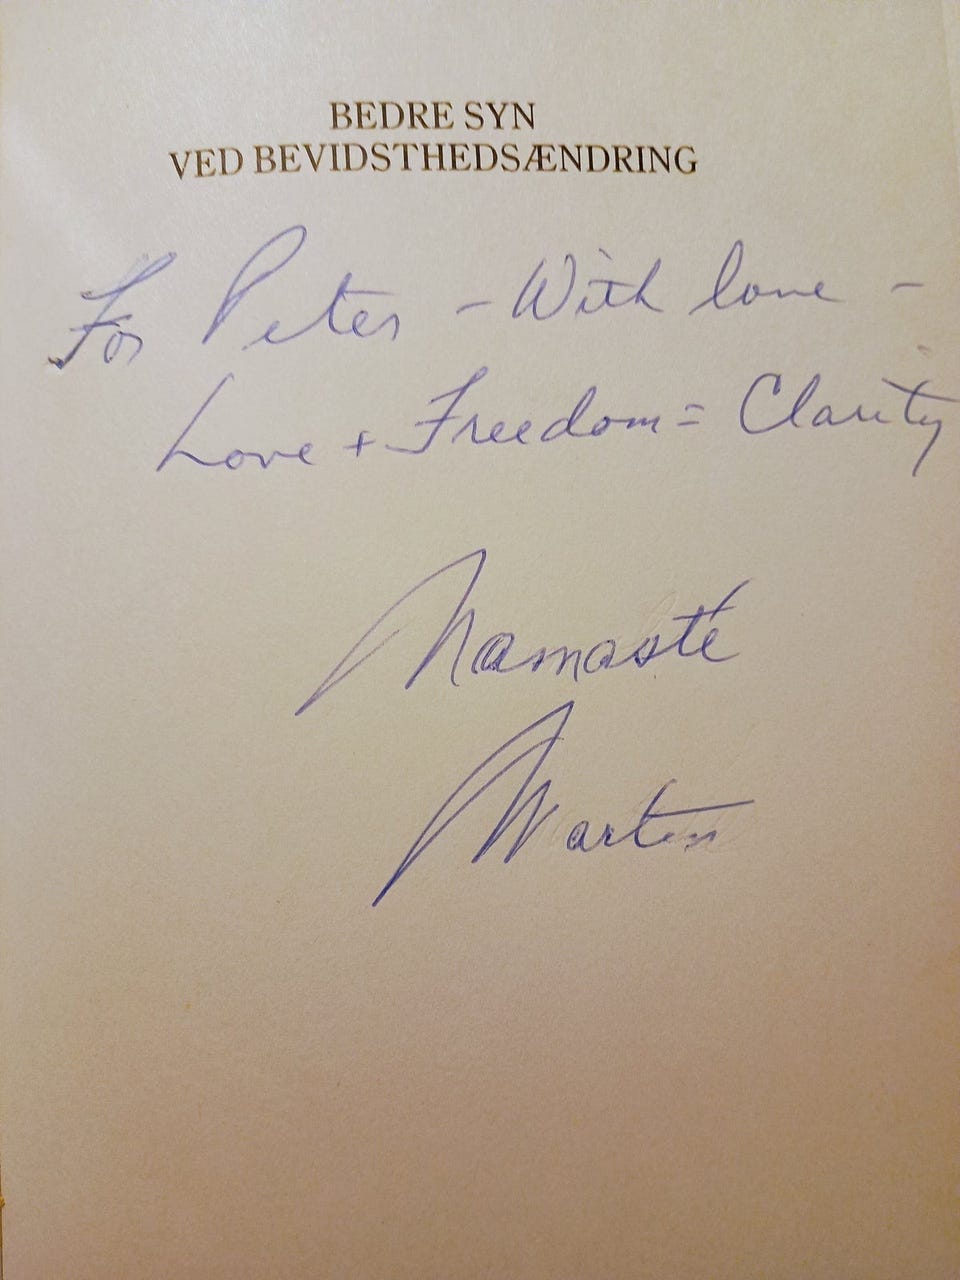 BEDRE SYN
VED BEVIDSTHEDSÆNDRING
For Peter – With love –
Love + Freedom = Clarity
Namasté
Martin